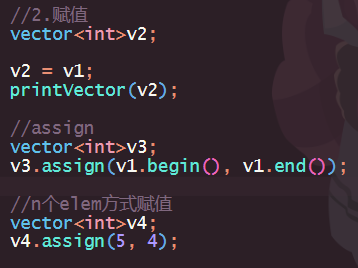 //2.赋值
vector<int>v2;
v2 = v1;
printVector(v2);
//assign
vector<int>v3;
v3.assign(v1.begin(), v1.end());
//n个elem方式赋值
vector<int>v4;
v4.assign(5, 4);